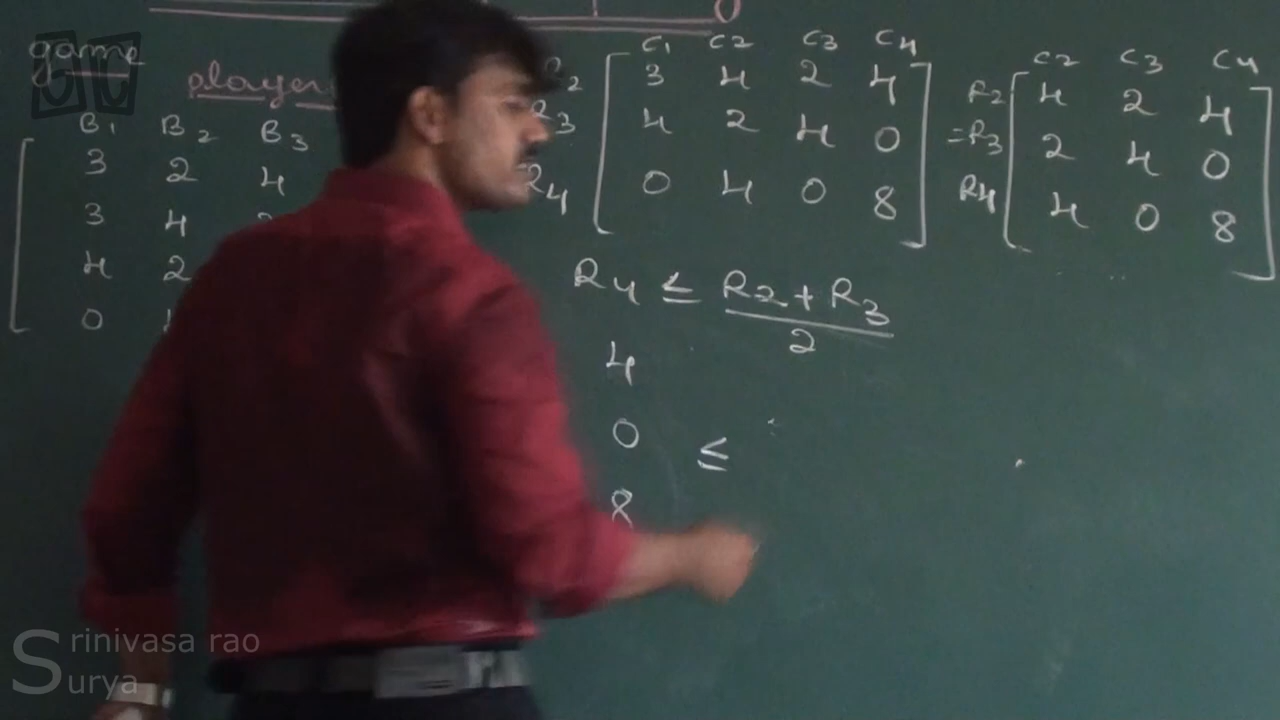 game
player
B1 B2 B3
3 2 4
3 4
4 2
0
C1 C2 C3 C4
3 4 2 4
R3 4 2 4 0
R4 0 4 0 8
C2 C3 C4
R2 4 2 4
=R3 2 4 0
R4 4 0 8
R4 ≤ R2 + R3
2
4
0 ≤
8
Srinivasa rao
Surya